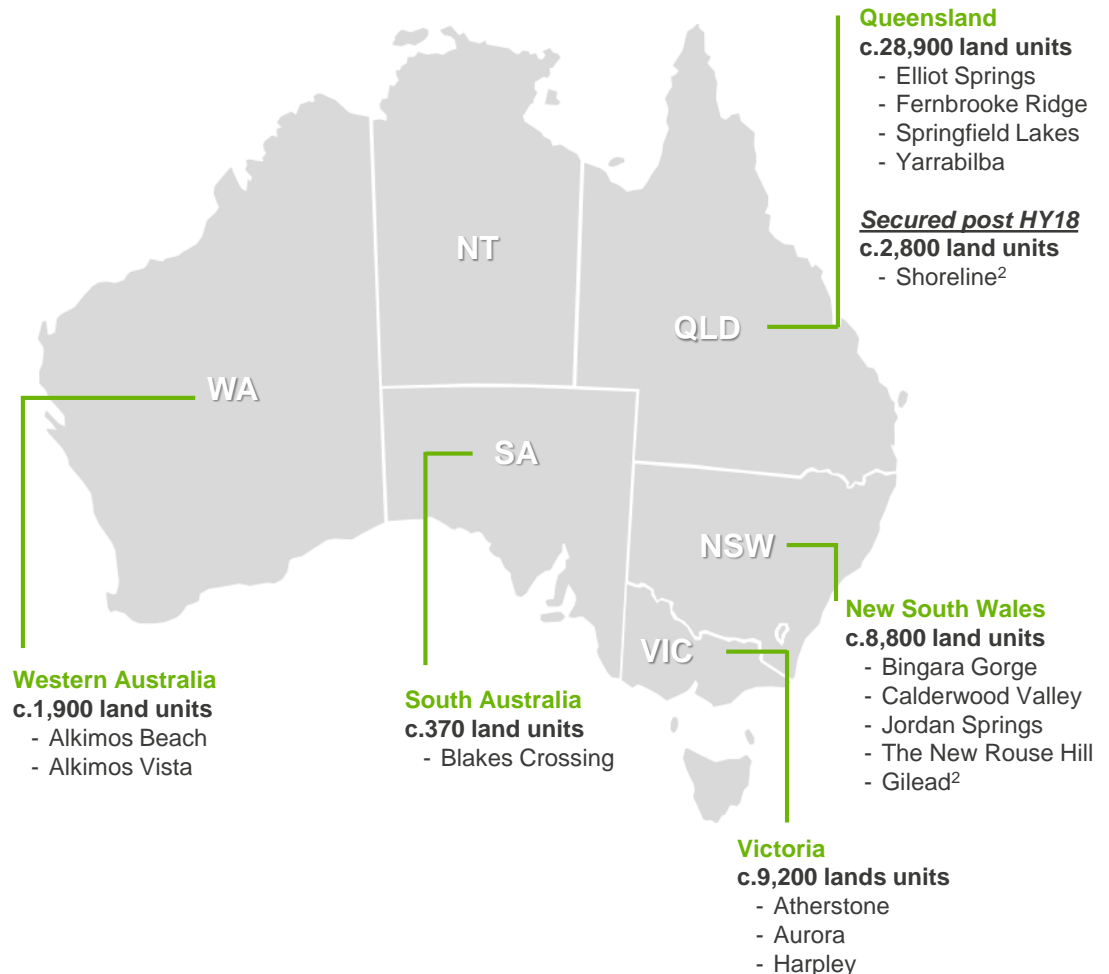 Queensland
c.28,900 land units
- Elliot Springs
- Fernbrooke Ridge
- Springfield Lakes
- Yarrabilba
Secured post HY18
c.2,800 land units
- Shoreline2
NT
QLD
WA
SA
NSW
VIC
New South Wales
c.8,800 land units
- Bingara Gorge
- Calderwood Valley
- Jordan Springs
- The New Rouse Hill
- Gilead2
Western Australia
c.1,900 land units
- Alkimos Beach
- Alkimos Vista
South Australia
c.370 land units
- Blakes Crossing
Victoria
c.9,200 lands units
- Atherstone
- Aurora
- Harpley